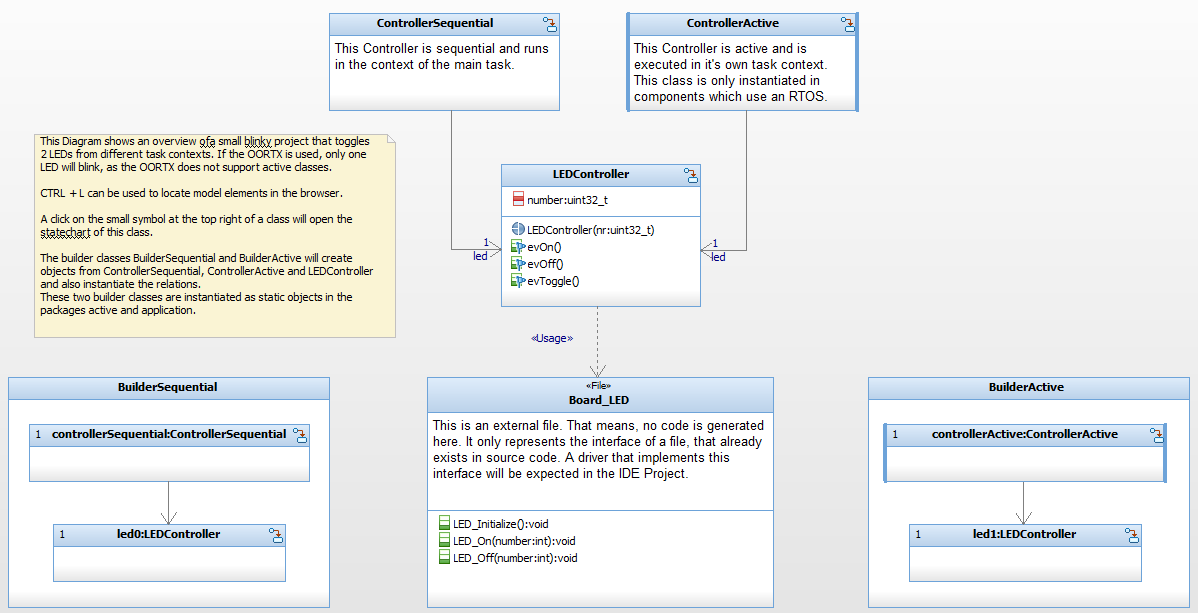 ControllerSequential
This Controller is sequential and runs
in the context of the main task.
ControllerActive
This Controller is active and is
executed in it's own task context.
This class is only instantiated in
components which use an RTOS.
This Diagram shows an overview ofa small blinky project that toggles
2 LEDs from different task contexts. If the OORTX is used, only one
LED will blink, as the OORTX does not support active classes.
CTRL + L can be used to locate model elements in the browser.
A click on the small symbol at the top right of a class will open the
statechart of this class.
The builder classes BuilderSequential and BuilderActive will create
objects from ControllerSequential, ControllerActive and LEDController
and also instantiate the relations.
These two builder classes are instantiated as static objects in the
packages active and application.
LEDController
number:uint32_t
LEDController(nr:uint32_t)
evOn()
evOff()
evToggle()
1
led
1
led
«Usage»
BuilderSequential
1 controllerSequential:ControllerSequential
1 led0:LEDController
«File»
Board_LED
This is an external file. That means, no code is generated
here. It only represents the interface of a file, that already
exists in source code. A driver that implements this
interface will be expected in the IDE Project.
LED_Initialize():void
LED_On(number:int):void
LED_Off(number:int):void
BuilderActive
1 controllerActive:ControllerActive
1 led1:LEDController